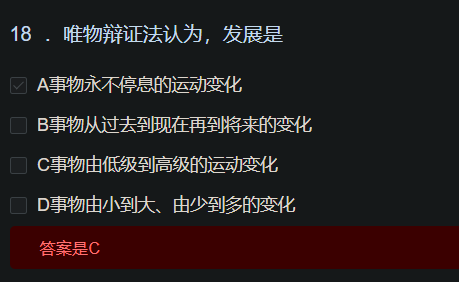 18 ．唯物辩证法认为，发展是
A事物永不停息的运动变化
B事物从过去到现在再到将来的变化
C事物由低级到高级的运动变化
D事物由小到大、由少到多的变化
答案是C